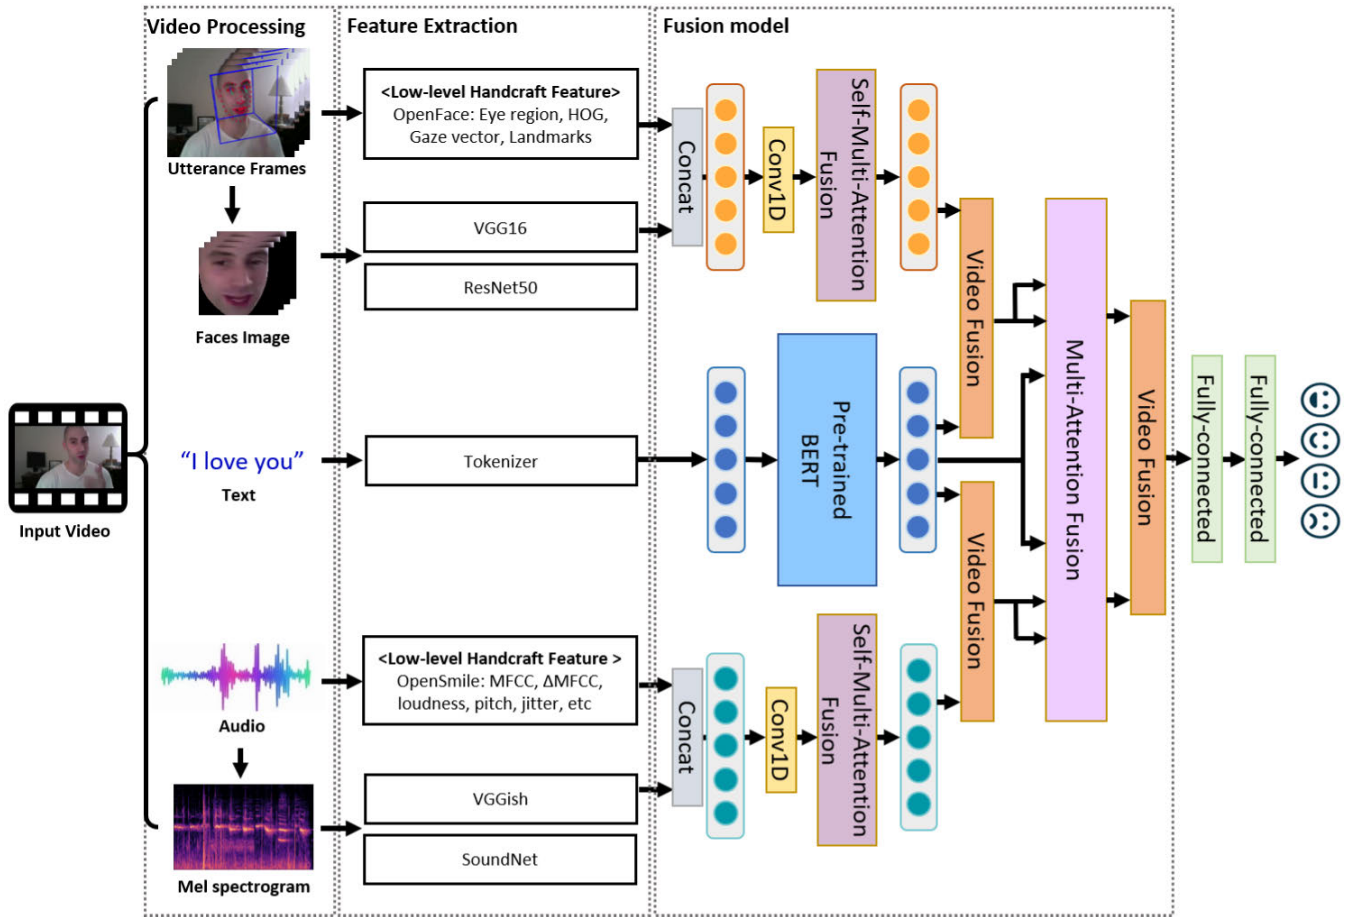 Video Processing
Feature Extraction
Fusion model
Utterance Frames
Faces Image
Input Video
“I love you”
Text
Audio
Mel spectrogram
<Low-level Handcraft Feature>
OpenFace: Eye region, HOG,
Gaze vector, Landmarks
VGG16
ResNet50
Tokenizer
<Low-level Handcraft Feature >
OpenSmile: MFCC, ΔMFCC,
loudness, pitch, jitter, etc
VGGish
SoundNet
Concat
Conv1D
Self-Multi-Attention
Fusion
Pre-trained
BERT
Concat
Conv1D
Self-Multi-Attention
Fusion
Video Fusion
Video Fusion
Multi-Attention Fusion
Video Fusion
Fully-connected
Fully-connected